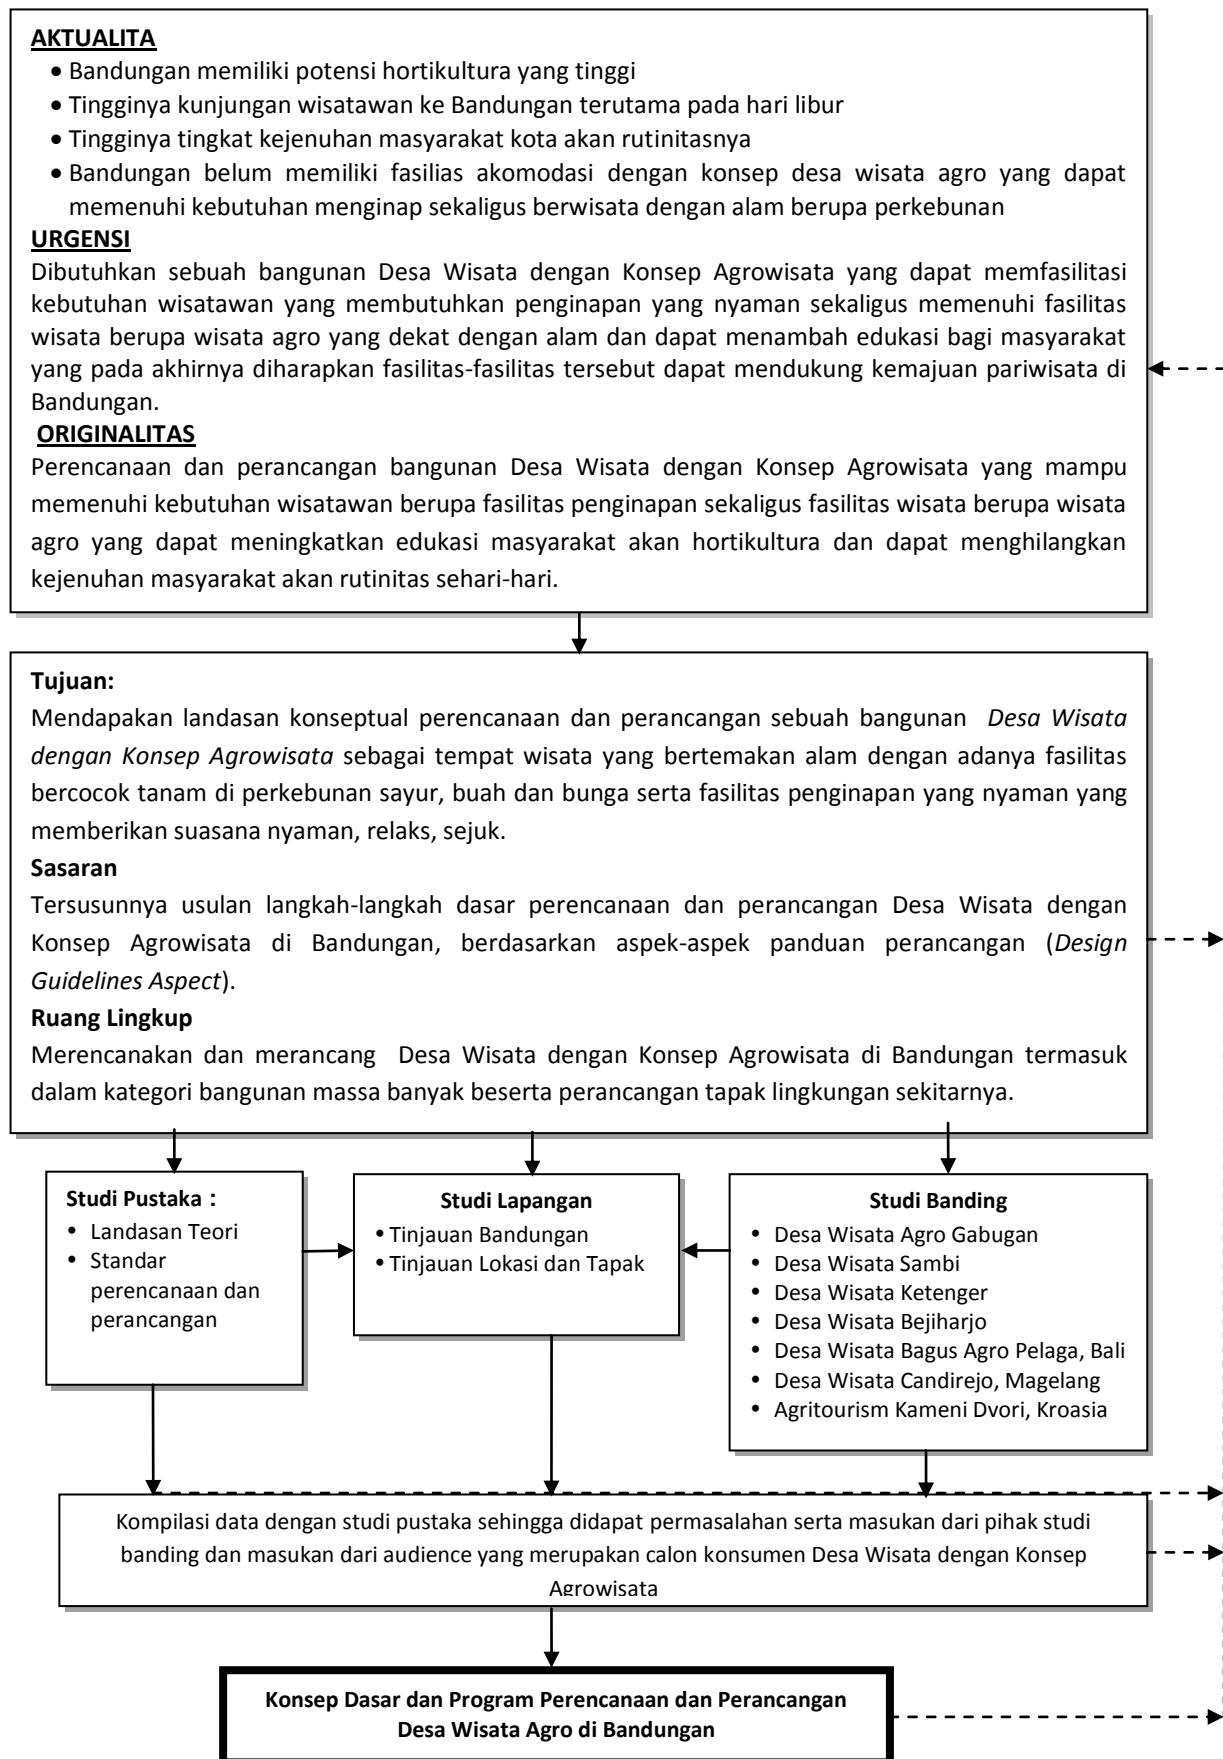 AKTUALITA
• Bandungan memiliki potensi hortikultura yang tinggi
• Tingginya kunjungan wisatawan ke Bandungan terutama pada hari libur
• Tingginya tingkat kejenuhan masyarakat kota akan rutinitasnya
• Bandungan belum memiliki fasilias akomodasi dengan konsep desa wisata agro yang dapat
memenuhi kebutuhan menginap sekaligus berwisata dengan alam berupa perkebunan
URGENSI
Dibutuhkan sebuah bangunan Desa Wisata dengan Konsep Agrowisata yang dapat memfasilitasi
kebutuhan wisatawan yang membutuhkan penginapan yang nyaman sekaligus memenuhi fasilitas
wisata berupa wisata agro yang dekat dengan alam dan dapat menambah edukasi bagi masyarakat
yang pada akhirnya diharapkan fasilitas-fasilitas tersebut dapat mendukung kemajuan pariwisata di
Bandungan.
ORIGINALITAS
Perencanaan dan perancangan bangunan Desa Wisata dengan Konsep Agrowisata yang mampu
memenuhi kebutuhan wisatawan berupa fasilitas penginapan sekaligus fasilitas wisata berupa wisata
agro yang dapat meningkatkan edukasi masyarakat akan hortikultura dan dapat menghilangkan
kejenuhan masyarakat akan rutinitas sehari-hari.
Tujuan:
Mendapakan landasan konseptual perencanaan dan perancangan sebuah bangunan Desa Wisata
dengan Konsep Agrowisata sebagai tempat wisata yang bertemakan alam dengan adanya fasilitas
bercocok tanam di perkebunan sayur, buah dan bunga serta fasilitas penginapan yang nyaman yang
memberikan suasana nyaman, relaks, sejuk.
Sasaran
Tersusunnya usulan langkah-langkah dasar perencanaan dan perancangan Desa Wisata dengan
Konsep Agrowisata di Bandungan, berdasarkan aspek-aspek panduan perancangan (Design
Guidelines Aspect).
Ruang Lingkup
Merencanakan dan merancang Desa Wisata dengan Konsep Agrowisata di Bandungan termasuk
dalam kategori bangunan massa banyak beserta perancangan tapak lingkungan sekitarnya.
Studi Pustaka :
• Landasan Teori
• Standar
perencanaan dan
perancangan
Studi Lapangan
• Tinjauan Bandungan
• Tinjauan Lokasi dan Tapak
Studi Banding
• Desa Wisata Agro Gabugan
• Desa Wisata Sambi
• Desa Wisata Ketenger
• Desa Wisata Bejiharjo
• Desa Wisata Bagus Agro Pelaga, Bali
• Desa Wisata Candirejo, Magelang
• Agritourism Kameni Dvori, Kroasia
Kompilasi data dengan studi pustaka sehingga didapat permasalahan serta masukan dari pihak studi
banding dan masukan dari audience yang merupakan calon konsumen Desa Wisata dengan Konsep
Agrowisata
Konsep Dasar dan Program Perencanaan dan Perancangan
Desa Wisata Agro di Bandungan